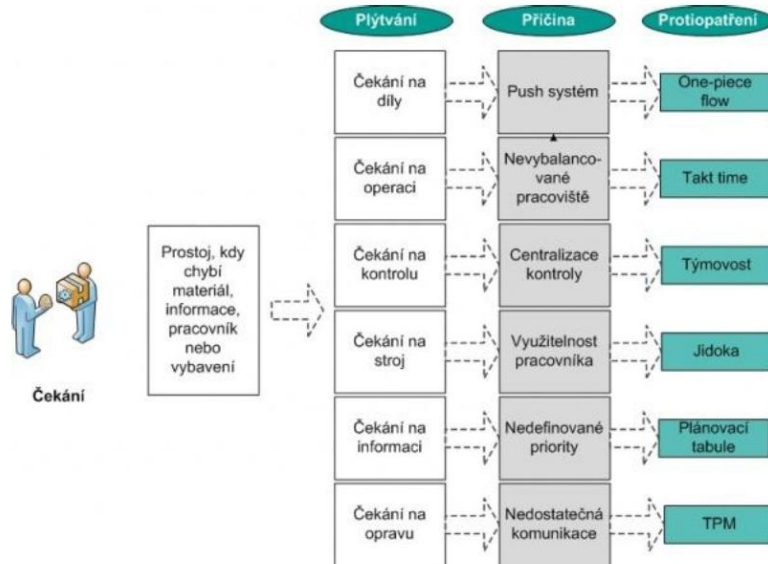 Plýtvání
Příčina
Protiopatření
Čekání na
díly
Push systém
One-piece
flow
Čekání na
operaci
Nevybalanco-
vané
pracoviště
Takt time
Prostoj, kdy
chybí
materiál,
informace,
pracovník
nebo
vybavení
Čekání
Čekání na
kontrolu
Centralizace
kontroly
Týmovost
Čekání na
stroj
Využitelnost
pracovníka
Jidoka
Čekání na
informaci
Nedefinované
priority
Plánovací
tabule
Čekání na
opravu
Nedostatečná
komunikace
TPM